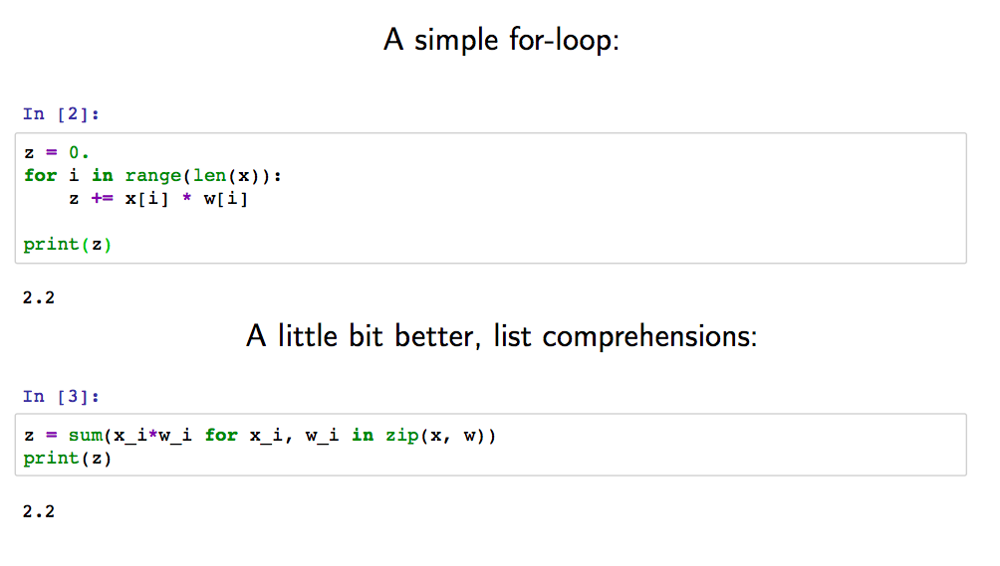 A simple for-loop:
In [2]:
z = 0.
for i in range(len(x)):
    z += x[i] * w[i]
print(z)
2.2
A little bit better, list comprehensions:
In [3]:
z = sum(x_i*w_i for x_i, w_i in zip(x, w))
print(z)
2.2